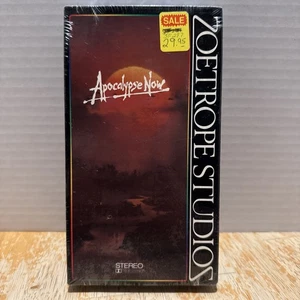 SALE
29.95
ZOETROPE STUDIOS
Apocalypse Now
STEREO